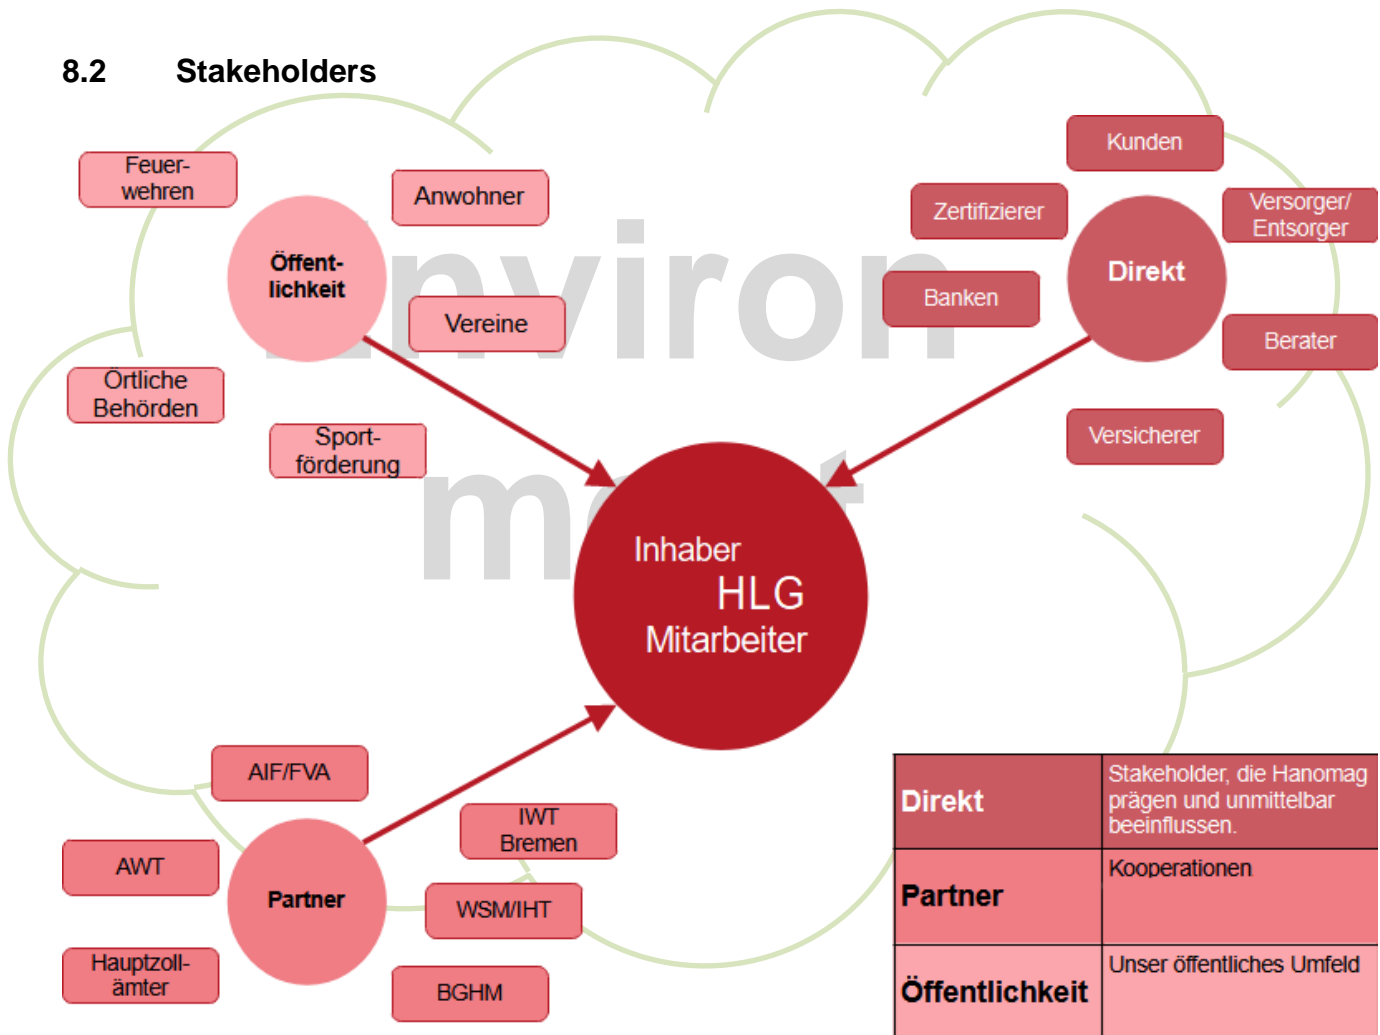 8.2 Stakeholders
Feuer-
wehren
Anwohner
Öffent-
lichkeit
Vereine
Örtliche
Behörden
Sport-
förderung
Kunden
Zertifizierer
Versorger/
Entsorger
Direkt
Banken
Berater
Versicherer
Environ
ment
Inhaber
HLG
Mitarbeiter
AIF/FVA
IWT
Bremen
AWT
Partner
WSM/IHT
Hauptzoll-
ämter
BGHM
Direkt
Stakeholder, die Hanomag
prägen und unmittelbar
beeinflussen.
Partner
Kooperationen
Öffentlichkeit
Unser öffentliches Umfeld